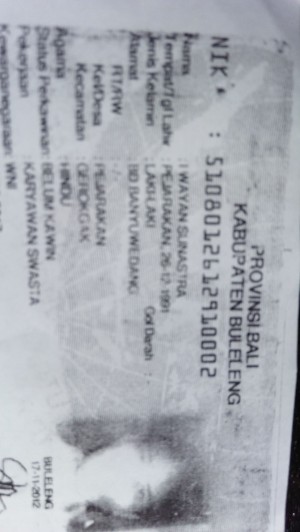 PROVINSI BALI
KABUPATEN BULELENG
NIK : 5108012612910002
Nama : I WAYAN SUNASTRA
Tempat/Tgl Lahir : PEJARAKAN, 26-12-1991
Jenis Kelamin : LAKI-LAKI Gol Darah :
Alamat : BD BANYUWEDANG
RT/RW : -/-
Kel/Desa : PEJARAKAN
Kecamatan : GEROKGAK
Agama : HINDU
Status Perkawinan : BELUM KAWIN
Pekerjaan : KARYAWAN SWASTA
Kewarganegaraan : WNI
BULELENG
17-11-2012